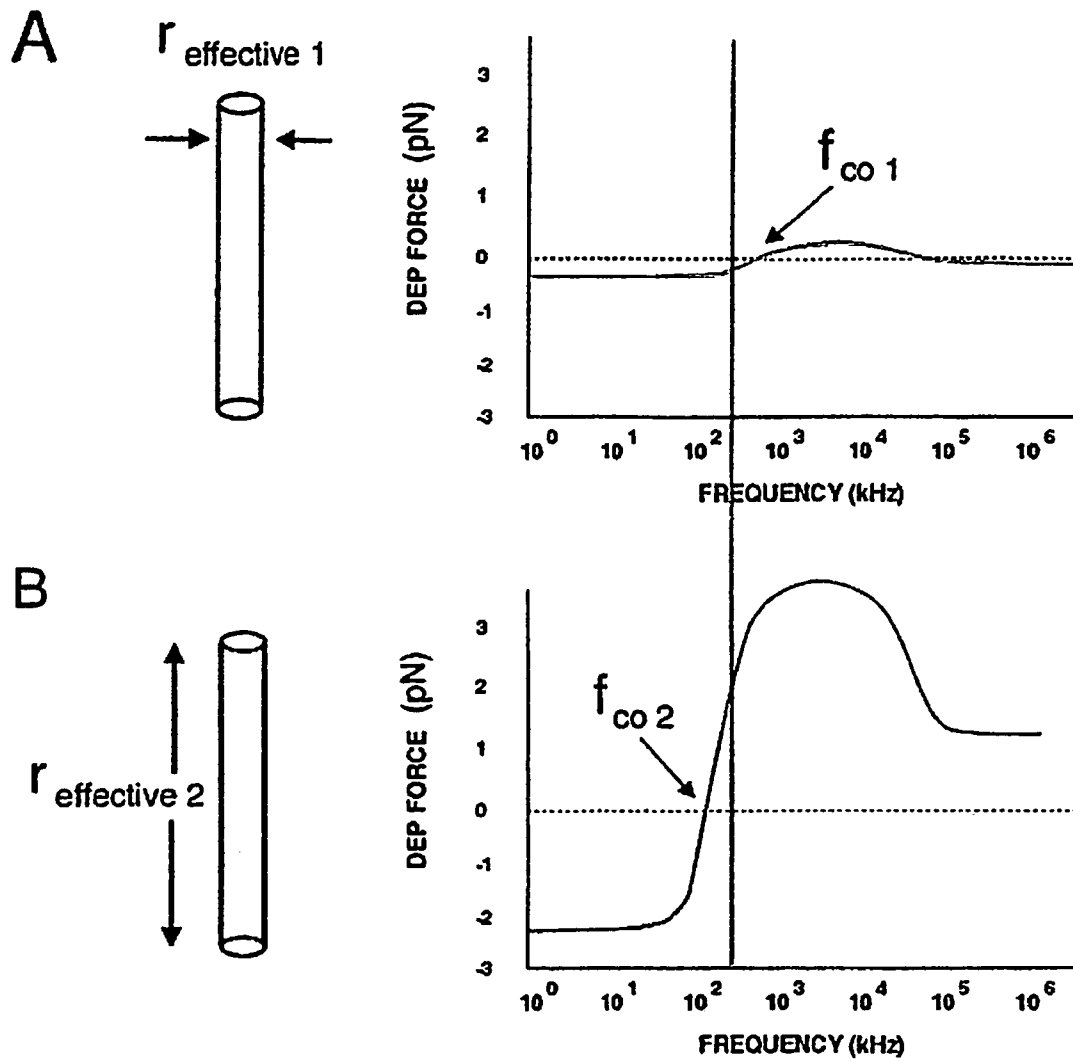 A
r effective 1
DEP FORCE (pN)
3
2
1
0
-1
-2
-3
f co 1
10^0 10^1 10^2 10^3 10^4 10^5 10^6
FREQUENCY (kHz)
B
r effective 2
DEP FORCE (pN)
3
2
1
0
-1
-2
-3
f co 2
10^0 10^1 10^2 10^3 10^4 10^5 10^6
FREQUENCY (kHz)